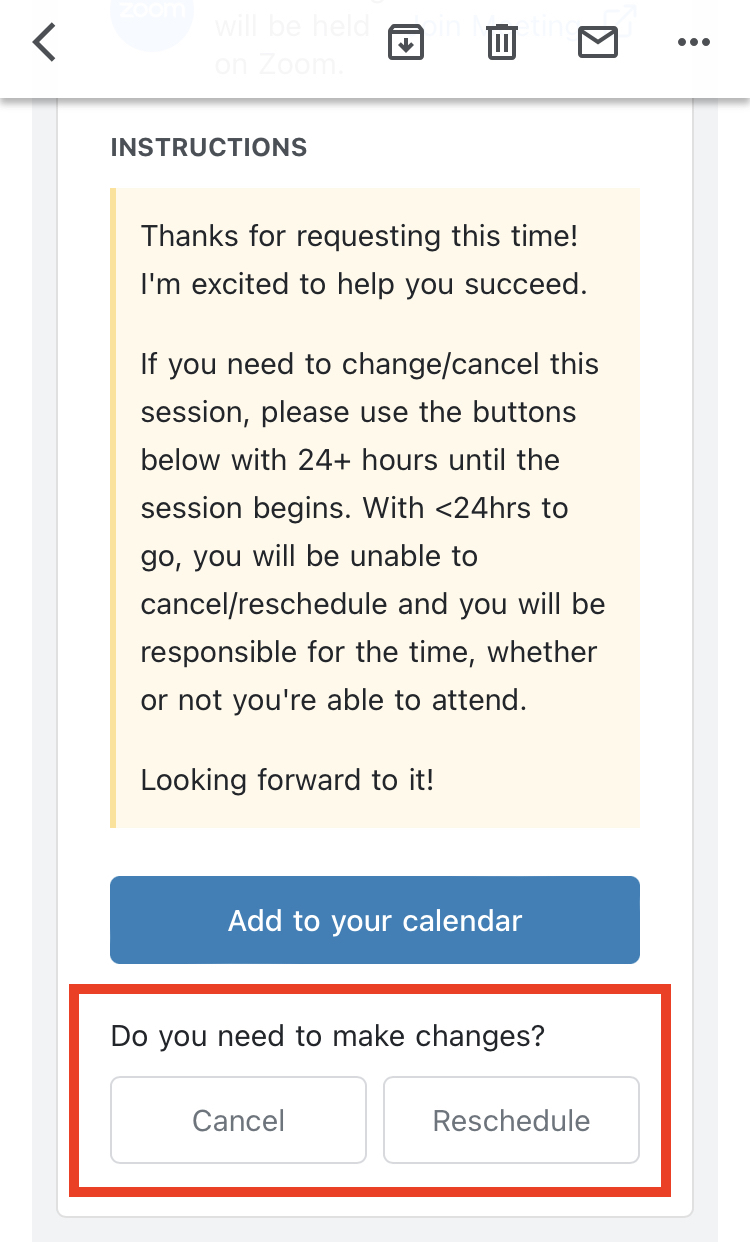 zoom
will be held Join Meeting
on Zoom.
INSTRUCTIONS
Thanks for requesting this time!
I'm excited to help you succeed.
If you need to change/cancel this
session, please use the buttons
below with 24+ hours until the
session begins. With <24hrs to
go, you will be unable to
cancel/reschedule and you will be
responsible for the time, whether
or not you're able to attend.
Looking forward to it!
Add to your calendar
Do you need to make changes?
Cancel Reschedule